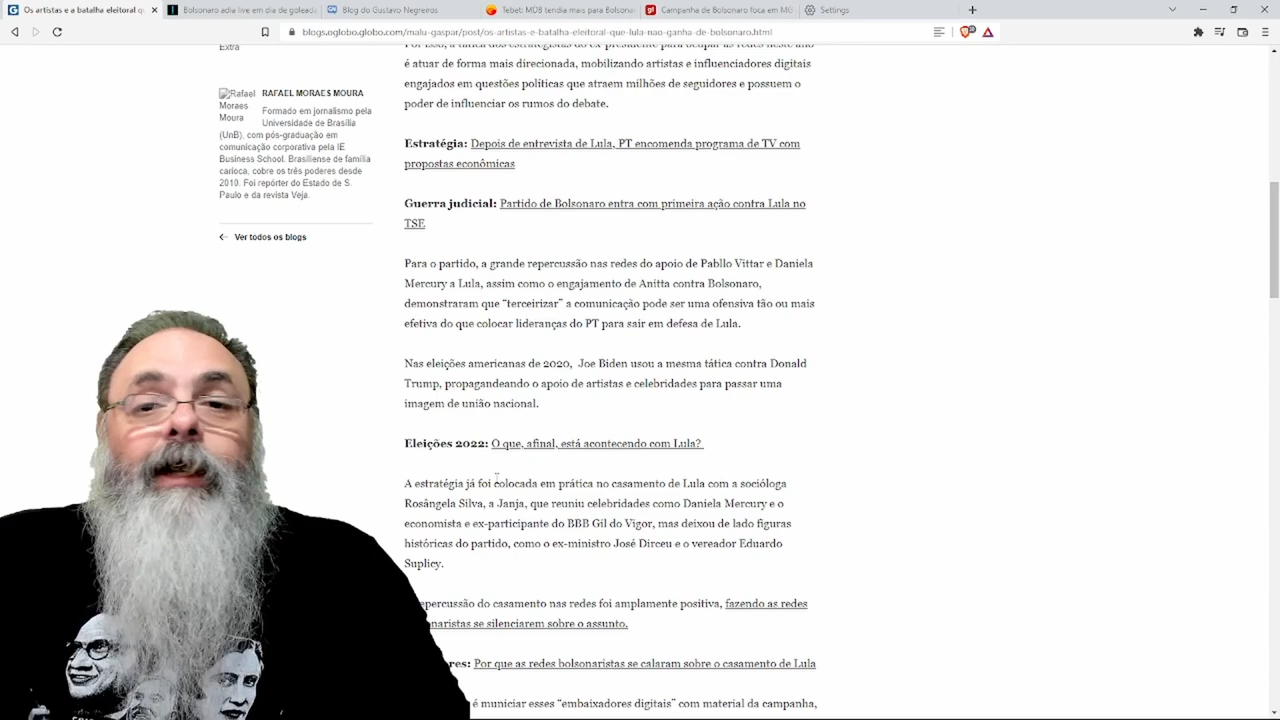 Os artistas e a batalha eleitoral q
Bolsonaro adia live em dia de goleada
Blog do Gustavo Negreiros
Tebet: MDB tendia mais para Bolsona
Campanha de Bolsonaro foca em MG
Settings
blogs.oglobo.globo.com/malu-gaspar/post/os-artistas-e-batalha-eleitoral-que-lula-nao-ganha-de-bolsonaro.html
Extra
Rafael Moraes Moura
RAFAEL MORAES MOURA
Formado em jornalismo pela
Universidade de Brasília
(UnB), com pós-graduação em
comunicação corporativa pela IE
Business School. Brasiliense de família
carioca, cobre os três poderes desde
2010. Foi repórter do Estado de S.
Paulo e da revista Veja.
Ver todos os blogs
Por isso, a tática dos estrategistas do ex-presidente para ocupar as redes neste ano
é atuar de forma mais direcionada, mobilizando artistas e influenciadores digitais
engajados em questões políticas que atraem milhões de seguidores e possuem o
poder de influenciar os rumos do debate.
Estratégia: Depois de entrevista de Lula, PT encomenda programa de TV com
propostas econômicas
Guerra judicial: Partido de Bolsonaro entra com primeira ação contra Lula no
TSE
Para o partido, a grande repercussão nas redes do apoio de Pabllo Vittar e Daniela
Mercury a Lula, assim como o engajamento de Anitta contra Bolsonaro,
demonstraram que “terceirizar” a comunicação pode ser uma ofensiva tão ou mais
efetiva do que colocar lideranças do PT para sair em defesa de Lula.
Nas eleições americanas de 2020, Joe Biden usou a mesma tática contra Donald
Trump, propagandeando o apoio de artistas e celebridades para passar uma
imagem de união nacional.
Eleições 2022: O que, afinal, está acontecendo com Lula?
A estratégia já foi colocada em prática no casamento de Lula com a socióloga
Rosângela Silva, a Janja, que reuniu celebridades como Daniela Mercury e o
economista e ex-participante do BBB Gil do Vigor, mas deixou de lado figuras
históricas do partido, como o ex-ministro José Dirceu e o vereador Eduardo
Suplicy.
epercussão do casamento nas redes foi amplamente positiva, fazendo as redes
naristas se silenciarem sobre o assunto.
res: Por que as redes bolsonaristas se calaram sobre o casamento de Lula
é municiar esses “embaixadores digitais” com material da campanha,